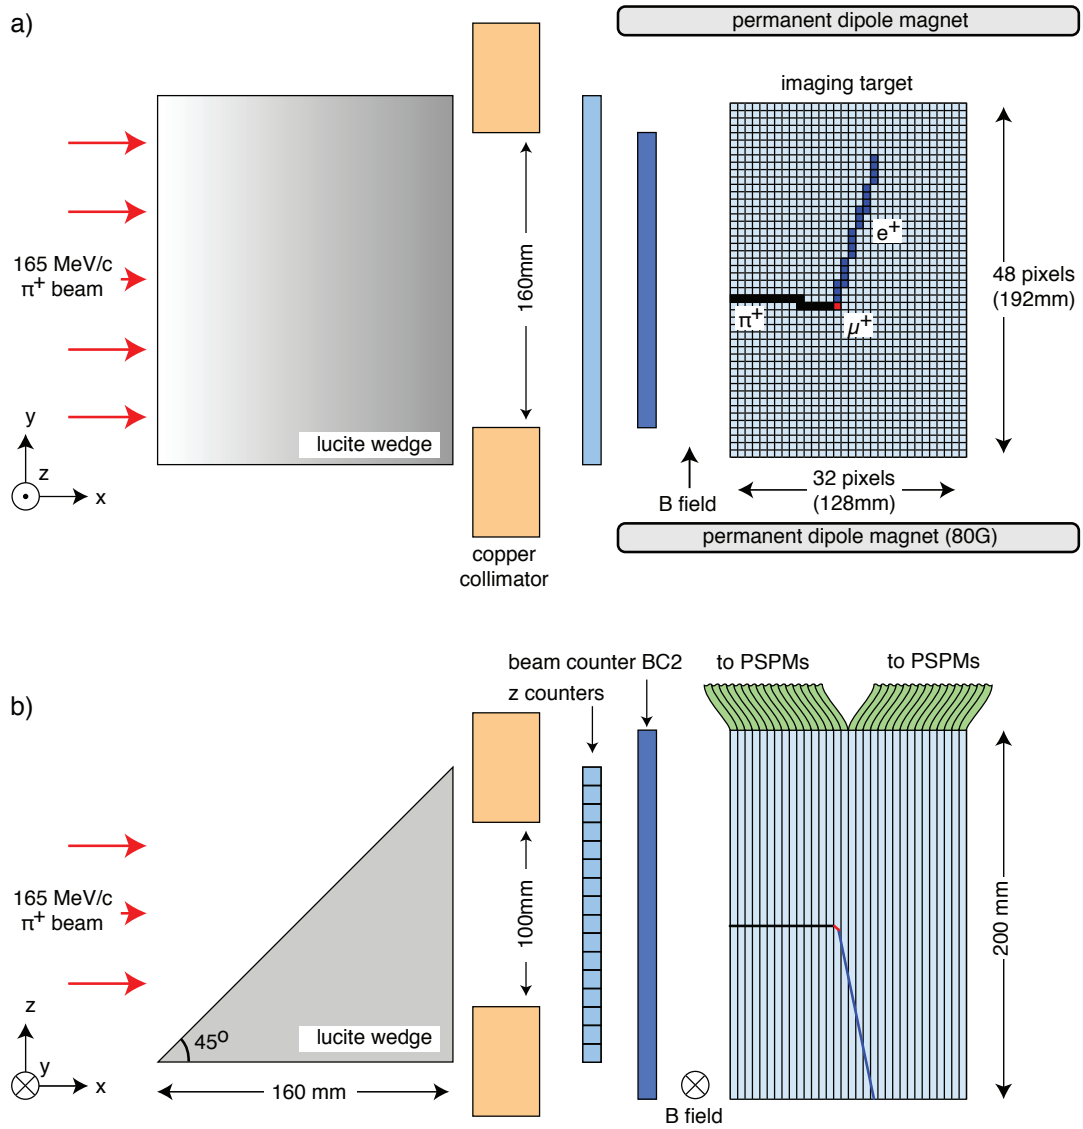 a)
permanent dipole magnet
imaging target
165 MeV/c
π+ beam
160mm
e+
π+
μ+
48 pixels
(192mm)
lucite wedge
y
z
x
B field
32 pixels
(128mm)
copper
collimator
permanent dipole magnet (80G)
b)
beam counter BC2
z counters
to PSPMs
to PSPMs
165 MeV/c
π+ beam
100mm
200 mm
45o
lucite wedge
z
y
x
160 mm
B field